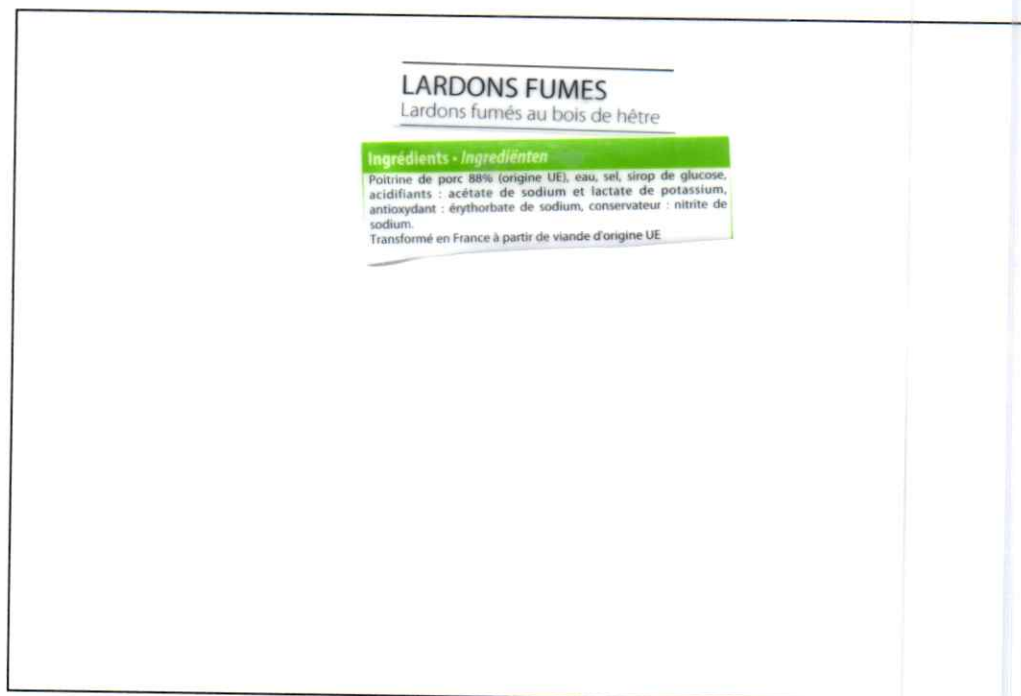 LARDONS FUMES
Lardons fumés au bois de hêtre
Ingrédients • Ingrediënten
Poitrine de porc 88% (origine UE), eau, sel, sirop de glucose,
acidifiants : acétate de sodium et lactate de potassium,
antioxydant : érythorbate de sodium, conservateur : nitrite de
sodium.
Transformé en France à partir de viande d'origine UE